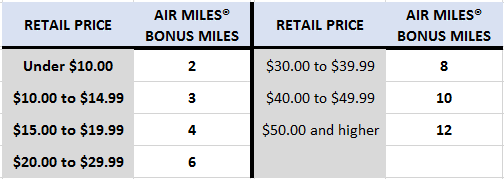 RETAIL PRICE AIR MILES® BONUS MILES RETAIL PRICE AIR MILES® BONUS MILES
Under $10.00 2 $30.00 to $39.99 8
$10.00 to $14.99 3 $40.00 to $49.99 10
$15.00 to $19.99 4 $50.00 and higher 12
$20.00 to $29.99 6